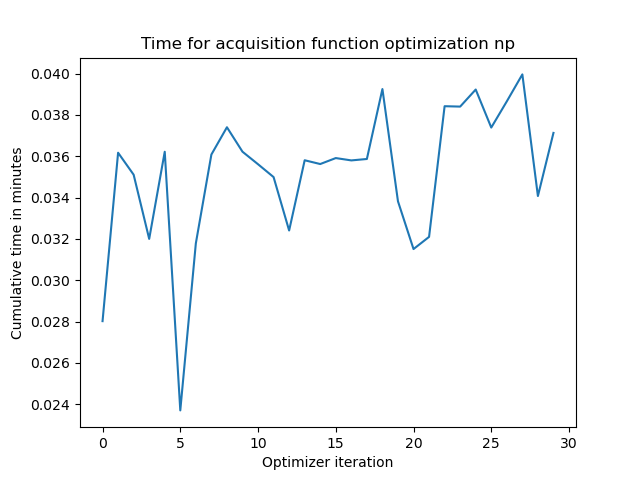 Time for acquisition function optimization np
Cumulative time in minutes
0.040
0.038
0.036
0.034
0.032
0.030
0.028
0.026
0.024
0 5 10 15 20 25 30
Optimizer iteration